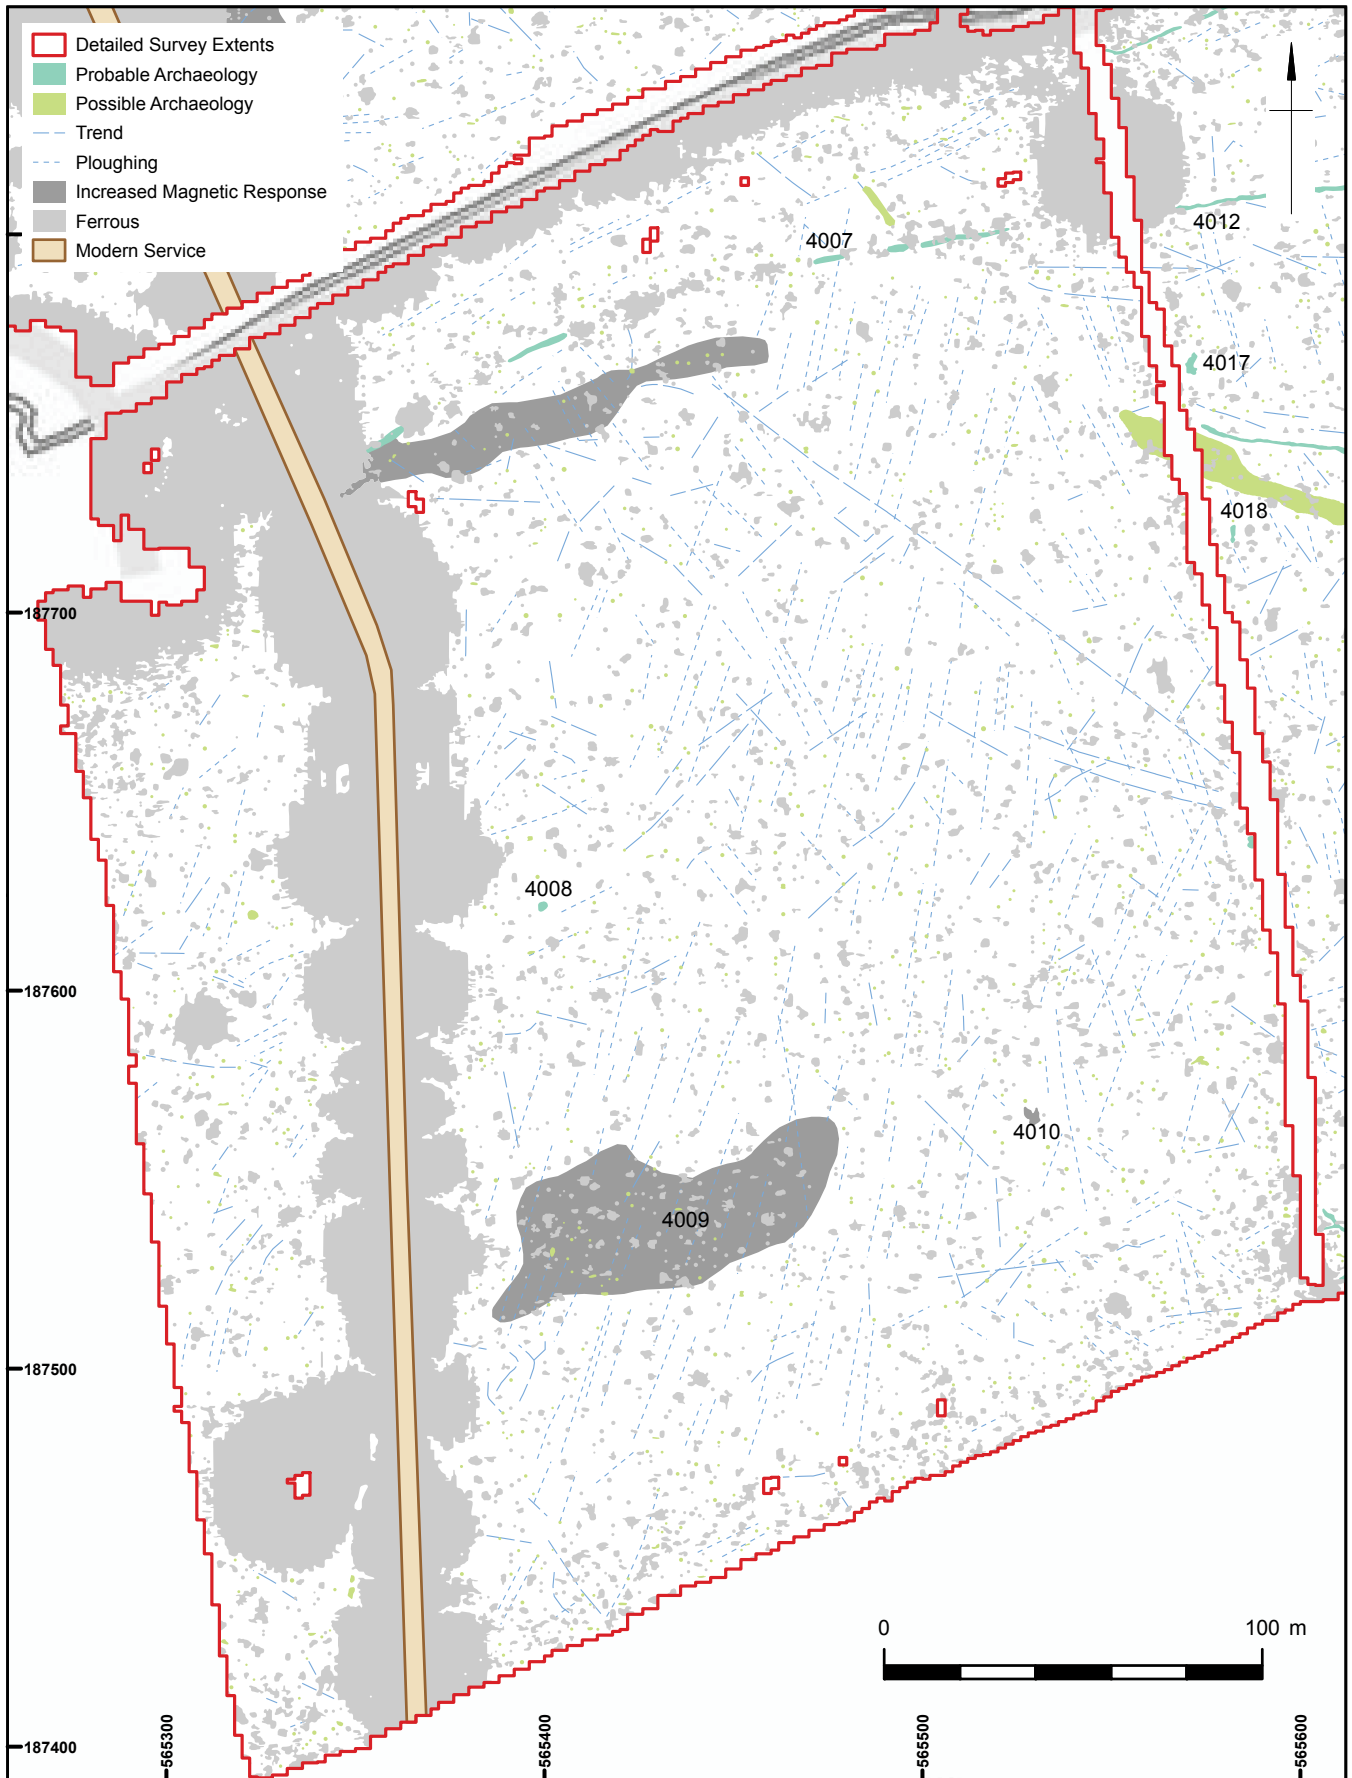 Detailed Survey Extents
Probable Archaeology
Possible Archaeology
Trend
Ploughing
Increased Magnetic Response
Ferrous
Modern Service
4012
4007
4017
4018
187700
4008
187600
4010
4009
187500
0 100 m
187400
565300
565400
565500
565600